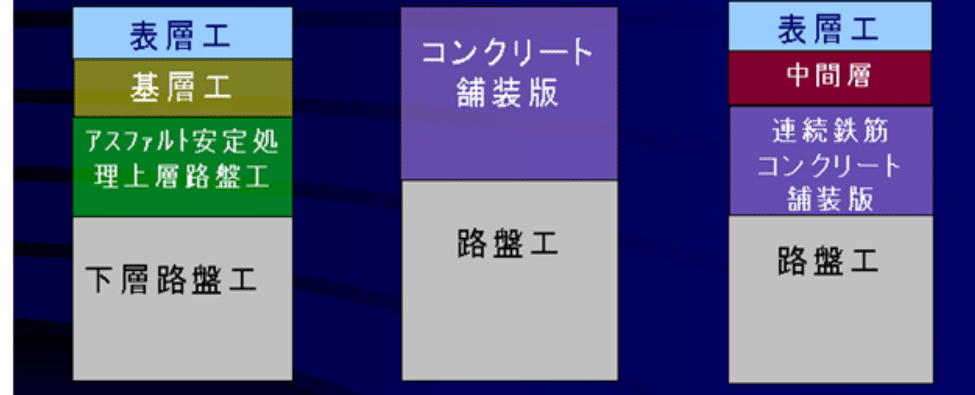 表層工
基層工
アスファルト安定処
理上層路盤工
下層路盤工
コンクリート
舗装版
路盤工
表層工
中間層
連続鉄筋
コンクリート
舗装版
路盤工